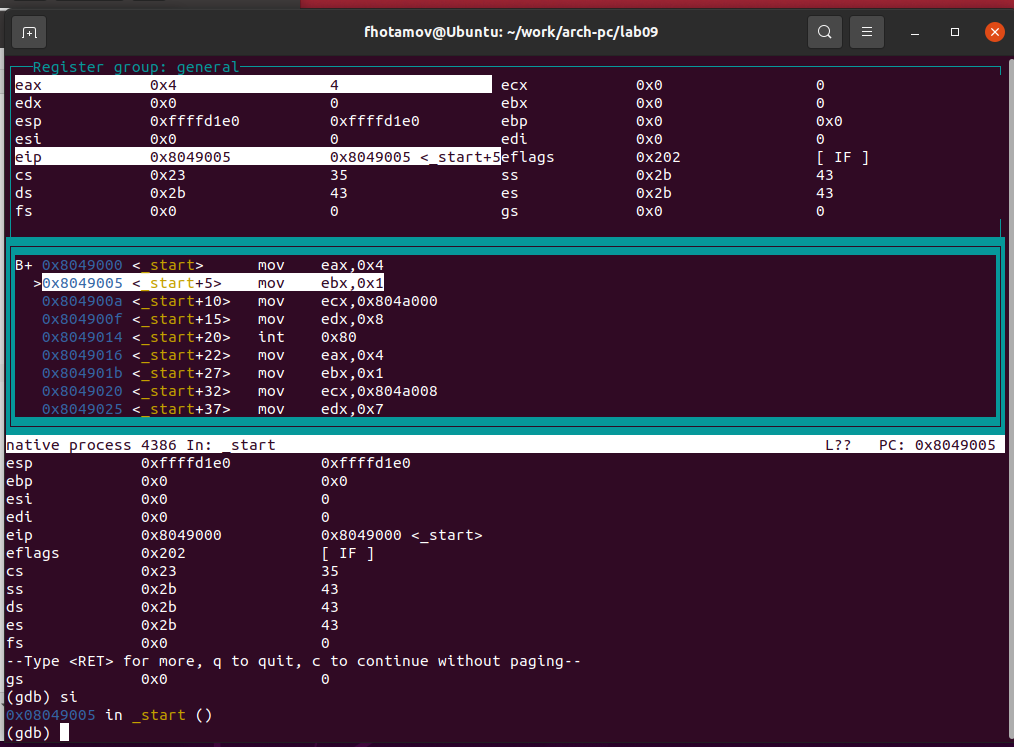 fhotamov@Ubuntu: ~/work/arch-pc/lab09
Register group: general
eax 0x4 4 ecx 0x0 0
edx 0x0 0 ebx 0x0 0
esp 0xffffd1e0 0xffffd1e0 ebp 0x0 0x0
esi 0x0 0 edi 0x0 0
eip 0x8049005 0x8049005 <_start+5eflags 0x202 [ IF ]
cs 0x23 35 ss 0x2b 43
ds 0x2b 43 es 0x2b 43
fs 0x0 0 gs 0x0 0
B+ 0x8049000 <_start> mov eax,0x4
>0x8049005 <_start+5> mov ebx,0x1
0x804900a <_start+10> mov ecx,0x804a000
0x804900f <_start+15> mov edx,0x8
0x8049014 <_start+20> int 0x80
0x8049016 <_start+22> mov eax,0x4
0x804901b <_start+27> mov ebx,0x1
0x8049020 <_start+32> mov ecx,0x804a008
0x8049025 <_start+37> mov edx,0x7
native process 4386 In: _start L?? PC: 0x8049005
esp 0xffffd1e0 0xffffd1e0
ebp 0x0 0x0
esi 0x0 0
edi 0x0 0
eip 0x8049000 0x8049000 <_start>
eflags 0x202 [ IF ]
cs 0x23 35
ss 0x2b 43
ds 0x2b 43
es 0x2b 43
fs 0x0 0
--Type <RET> for more, q to quit, c to continue without paging--
gs 0x0 0
(gdb) si
0x08049005 in _start ()
(gdb)